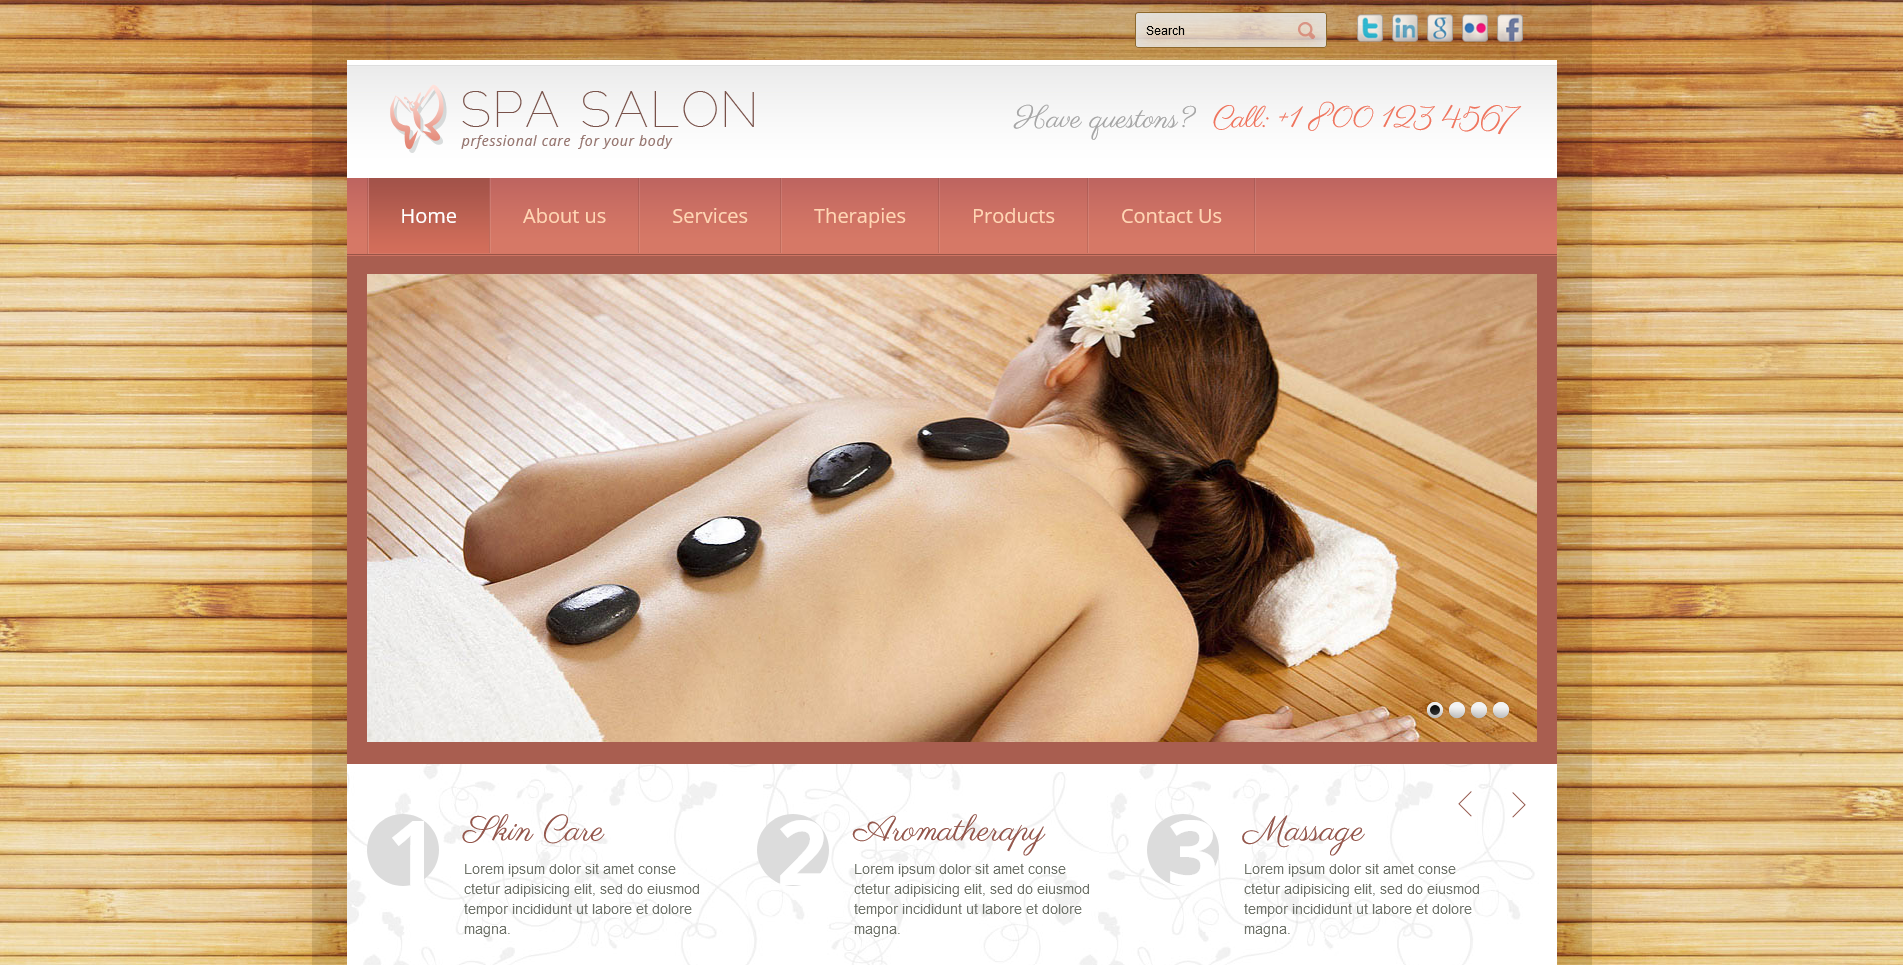 Search
SPA SALON
prfessional care for your body
Have questons? Call: +1 800 123 4567
Home About us Services Therapies Products Contact Us
1 Skin Care
Lorem ipsum dolor sit amet conse
ctetur adipisicing elit, sed do eiusmod
tempor incididunt ut labore et dolore
magna.
2 Aromatherapy
Lorem ipsum dolor sit amet conse
ctetur adipisicing elit, sed do eiusmod
tempor incididunt ut labore et dolore
magna.
3 Massage
Lorem ipsum dolor sit amet conse
ctetur adipisicing elit, sed do eiusmod
tempor incididunt ut labore et dolore
magna.